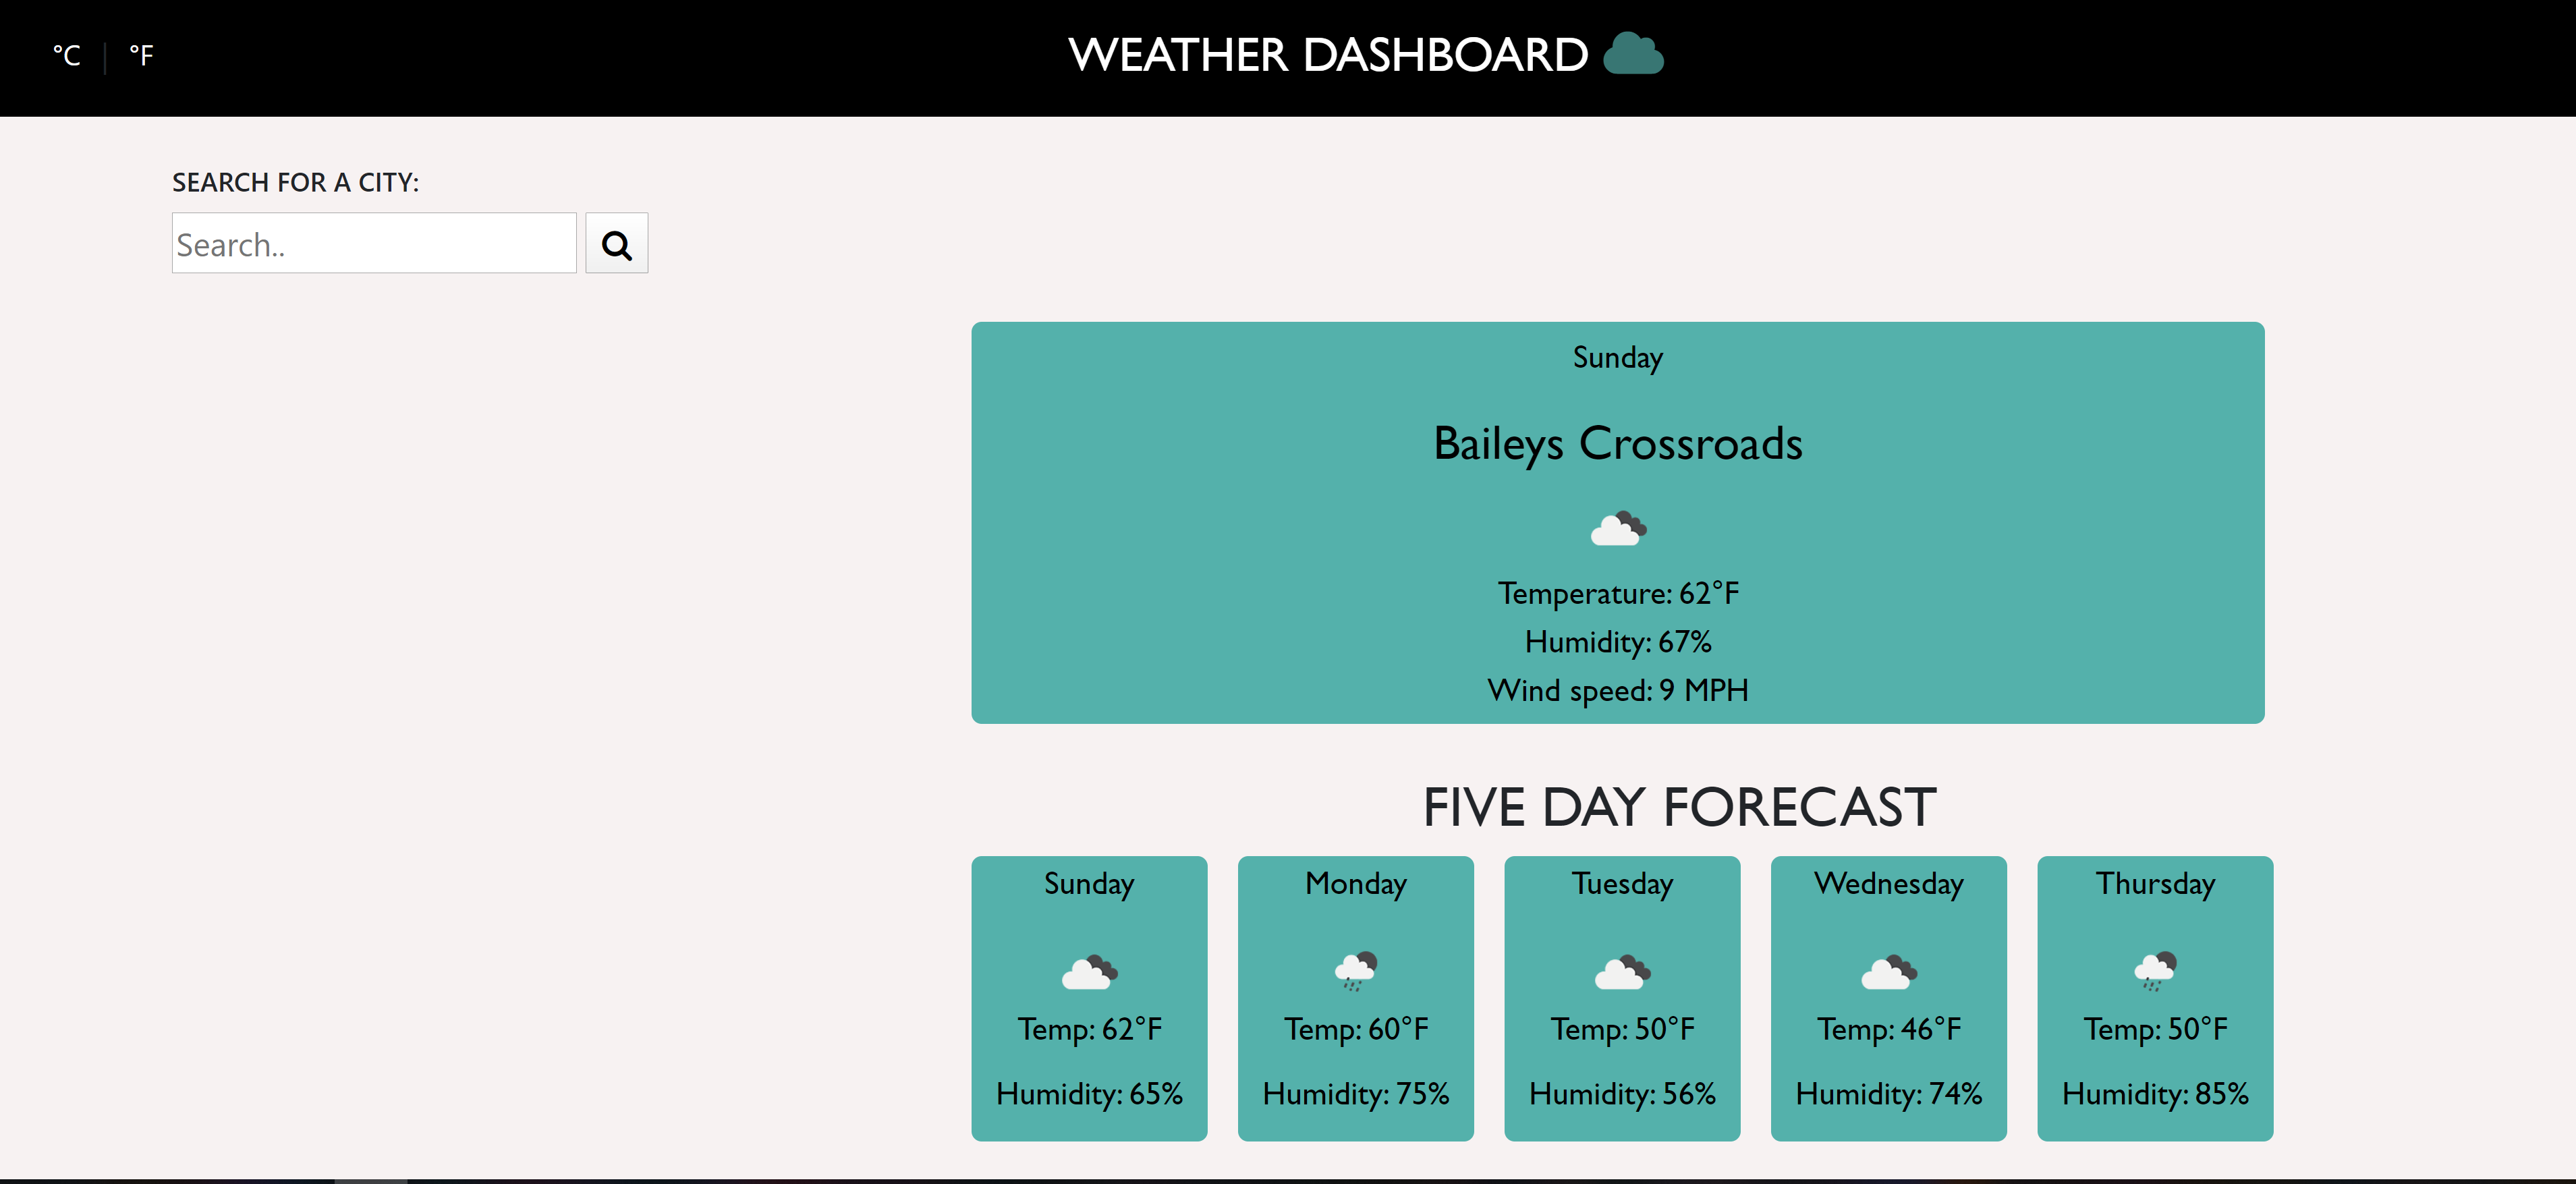 °C | °F
WEATHER DASHBOARD
SEARCH FOR A CITY:
Search..
Sunday
Baileys Crossroads
Temperature: 62°F
Humidity: 67%
Wind speed: 9 MPH
FIVE DAY FORECAST
Sunday
Temp: 62°F
Humidity: 65%
Monday
Temp: 60°F
Humidity: 75%
Tuesday
Temp: 50°F
Humidity: 56%
Wednesday
Temp: 46°F
Humidity: 74%
Thursday
Temp: 50°F
Humidity: 85%